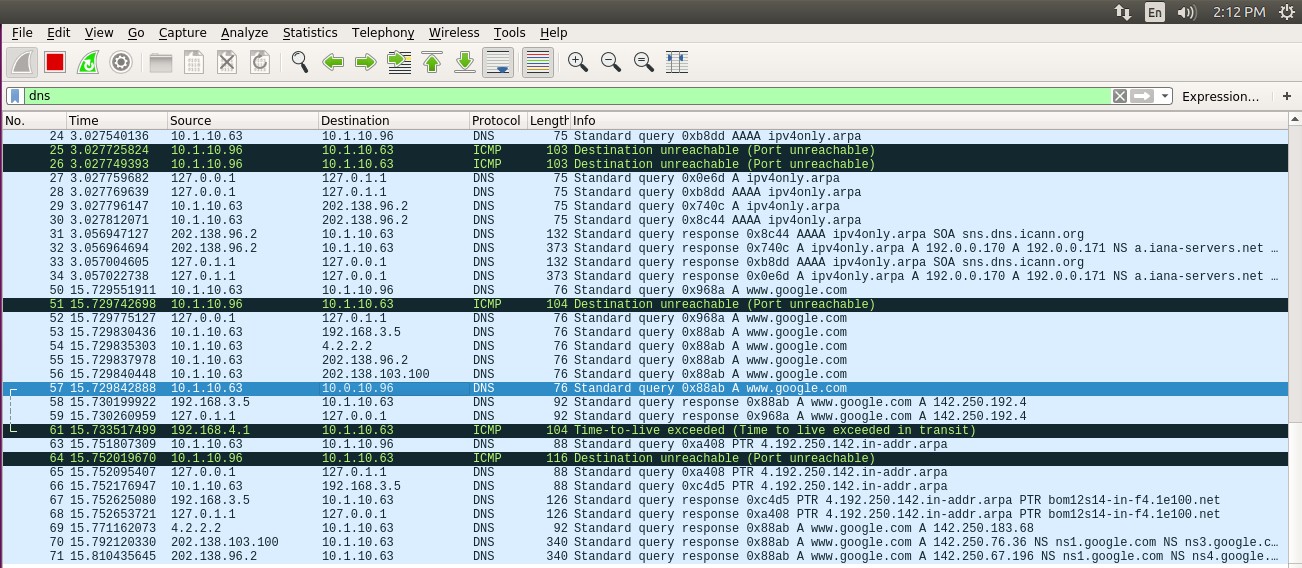 En 2:12 PM
File Edit View Go Capture Analyze Statistics Telephony Wireless Tools Help
dns Expression… +
No. Time Source Destination Protocol Length Info
24 3.027540136 10.1.10.63 10.1.10.96 DNS 75 Standard query 0xb8dd AAAA ipv4only.arpa
25 3.027725824 10.1.10.96 10.1.10.63 ICMP 103 Destination unreachable (Port unreachable)
26 3.027749393 10.1.10.96 10.1.10.63 ICMP 103 Destination unreachable (Port unreachable)
27 3.027759682 127.0.0.1 127.0.1.1 DNS 75 Standard query 0x0e6d A ipv4only.arpa
28 3.027769639 127.0.0.1 127.0.1.1 DNS 75 Standard query 0xb8dd AAAA ipv4only.arpa
29 3.027796147 10.1.10.63 202.138.96.2 DNS 75 Standard query 0x740c A ipv4only.arpa
30 3.027812071 10.1.10.63 202.138.96.2 DNS 75 Standard query 0x8c44 AAAA ipv4only.arpa
31 3.056947127 202.138.96.2 10.1.10.63 DNS 132 Standard query response 0x8c44 AAAA ipv4only.arpa SOA sns.dns.icann.org
32 3.056964694 202.138.96.2 10.1.10.63 DNS 373 Standard query response 0x740c A ipv4only.arpa A 192.0.0.170 A 192.0.0.171 NS a.iana-servers.net …
33 3.057004605 127.0.1.1 127.0.0.1 DNS 132 Standard query response 0xb8dd AAAA ipv4only.arpa SOA sns.dns.icann.org
34 3.057022738 127.0.1.1 127.0.0.1 DNS 373 Standard query response 0x0e6d A ipv4only.arpa A 192.0.0.170 A 192.0.0.171 NS a.iana-servers.net …
50 15.729551911 10.1.10.63 10.1.10.96 DNS 76 Standard query 0x968a A www.google.com
51 15.729742698 10.1.10.96 10.1.10.63 ICMP 104 Destination unreachable (Port unreachable)
52 15.729775127 127.0.0.1 127.0.1.1 DNS 76 Standard query 0x968a A www.google.com
53 15.729830436 10.1.10.63 192.168.3.5 DNS 76 Standard query 0x88ab A www.google.com
54 15.729835303 10.1.10.63 4.2.2.2 DNS 76 Standard query 0x88ab A www.google.com
55 15.729837978 10.1.10.63 202.138.96.2 DNS 76 Standard query 0x88ab A www.google.com
56 15.729840448 10.1.10.63 202.138.103.100 DNS 76 Standard query 0x88ab A www.google.com
57 15.729842888 10.1.10.63 10.0.10.96 DNS 76 Standard query 0x88ab A www.google.com
58 15.730199922 192.168.3.5 10.1.10.63 DNS 92 Standard query response 0x88ab A www.google.com A 142.250.192.4
59 15.730260959 127.0.1.1 127.0.0.1 DNS 92 Standard query response 0x968a A www.google.com A 142.250.192.4
61 15.733517499 192.168.4.1 10.1.10.63 ICMP 104 Time-to-live exceeded (Time to live exceeded in transit)
63 15.751807309 10.1.10.63 10.1.10.96 DNS 88 Standard query 0xa408 PTR 4.192.250.142.in-addr.arpa
64 15.752019670 10.1.10.96 10.1.10.63 ICMP 116 Destination unreachable (Port unreachable)
65 15.752095407 127.0.0.1 127.0.1.1 DNS 88 Standard query 0xa408 PTR 4.192.250.142.in-addr.arpa
66 15.752176947 10.1.10.63 192.168.3.5 DNS 88 Standard query 0xc4d5 PTR 4.192.250.142.in-addr.arpa
67 15.752625080 192.168.3.5 10.1.10.63 DNS 126 Standard query response 0xc4d5 PTR 4.192.250.142.in-addr.arpa PTR bom12s14-in-f4.1e100.net
68 15.752653721 127.0.1.1 127.0.0.1 DNS 126 Standard query response 0xa408 PTR 4.192.250.142.in-addr.arpa PTR bom12s14-in-f4.1e100.net
69 15.771162073 4.2.2.2 10.1.10.63 DNS 92 Standard query response 0x88ab A www.google.com A 142.250.183.68
70 15.792120330 202.138.103.100 10.1.10.63 DNS 340 Standard query response 0x88ab A www.google.com A 142.250.76.36 NS ns1.google.com NS ns3.google.c…
71 15.810435645 202.138.96.2 10.1.10.63 DNS 340 Standard query response 0x88ab A www.google.com A 142.250.67.196 NS ns1.google.com NS ns4.google.…